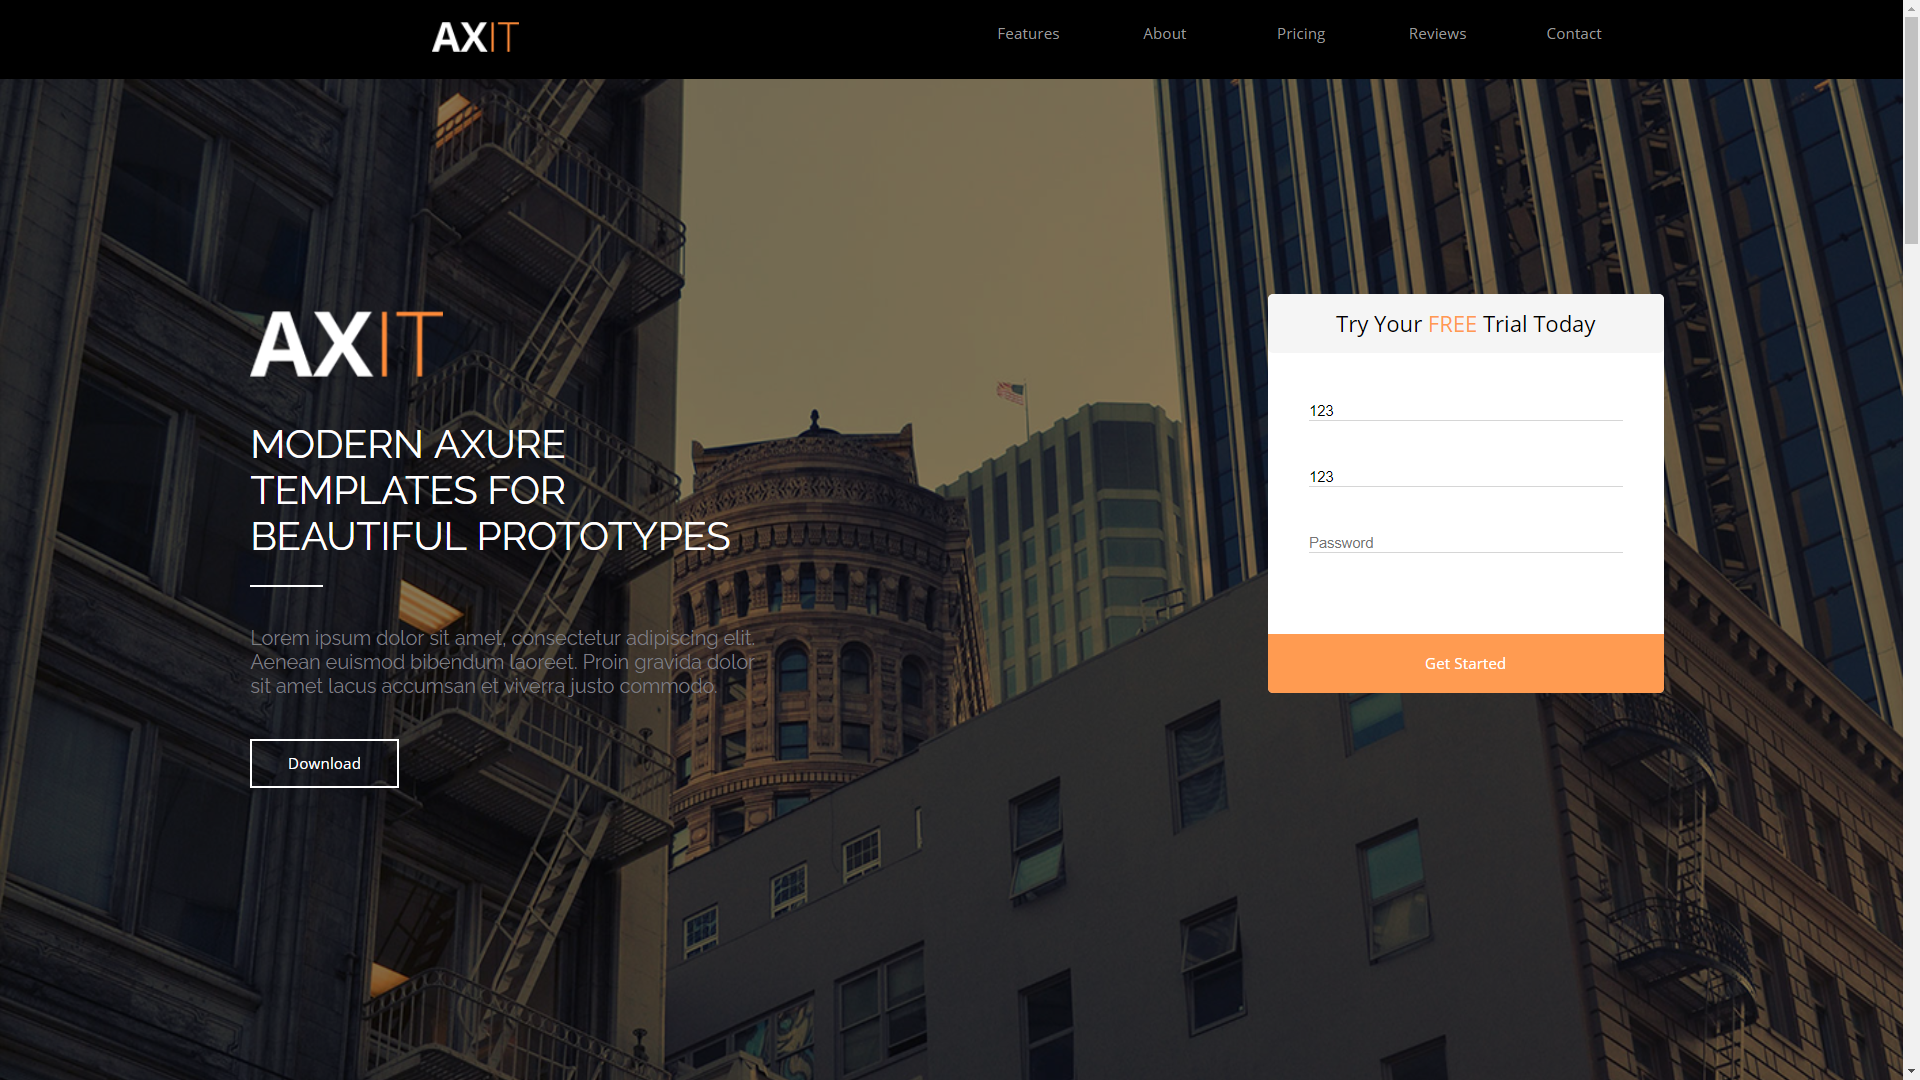 AXIT
Features
About
Pricing
Reviews
Contact
AXIT
MODERN AXURE
TEMPLATES FOR
BEAUTIFUL PROTOTYPES
Lorem ipsum dolor sit amet, consectetur adipiscing elit.
Aenean euismod bibendum laoreet. Proin gravida dolor
sit amet lacus accumsan et viverra justo commodo.
Download
Try Your FREE Trial Today
123
123
Password
Get Started